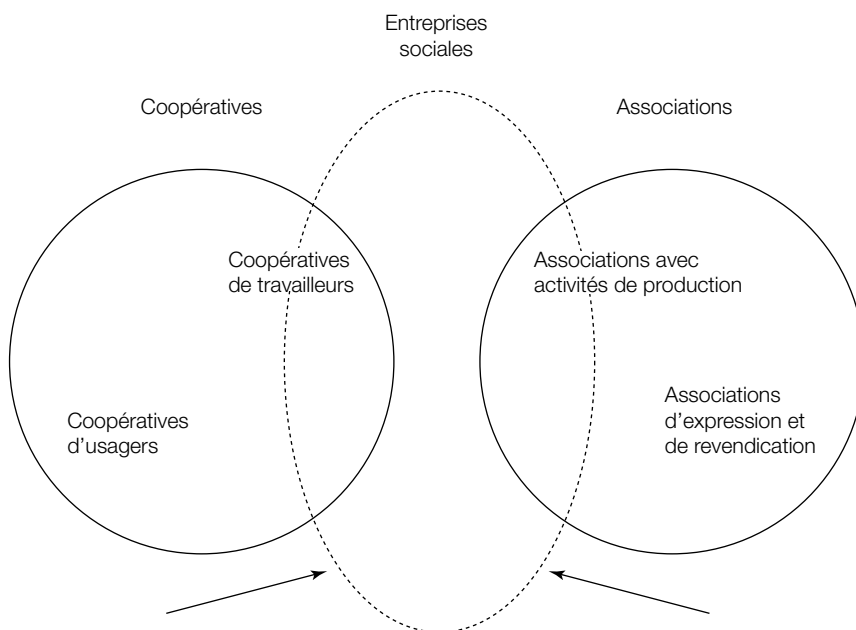 Entreprises
sociales
Coopératives
Associations
Coopératives
de travailleurs
Associations avec
activités de production
Coopératives
d'usagers
Associations
d'expression et
de revendication